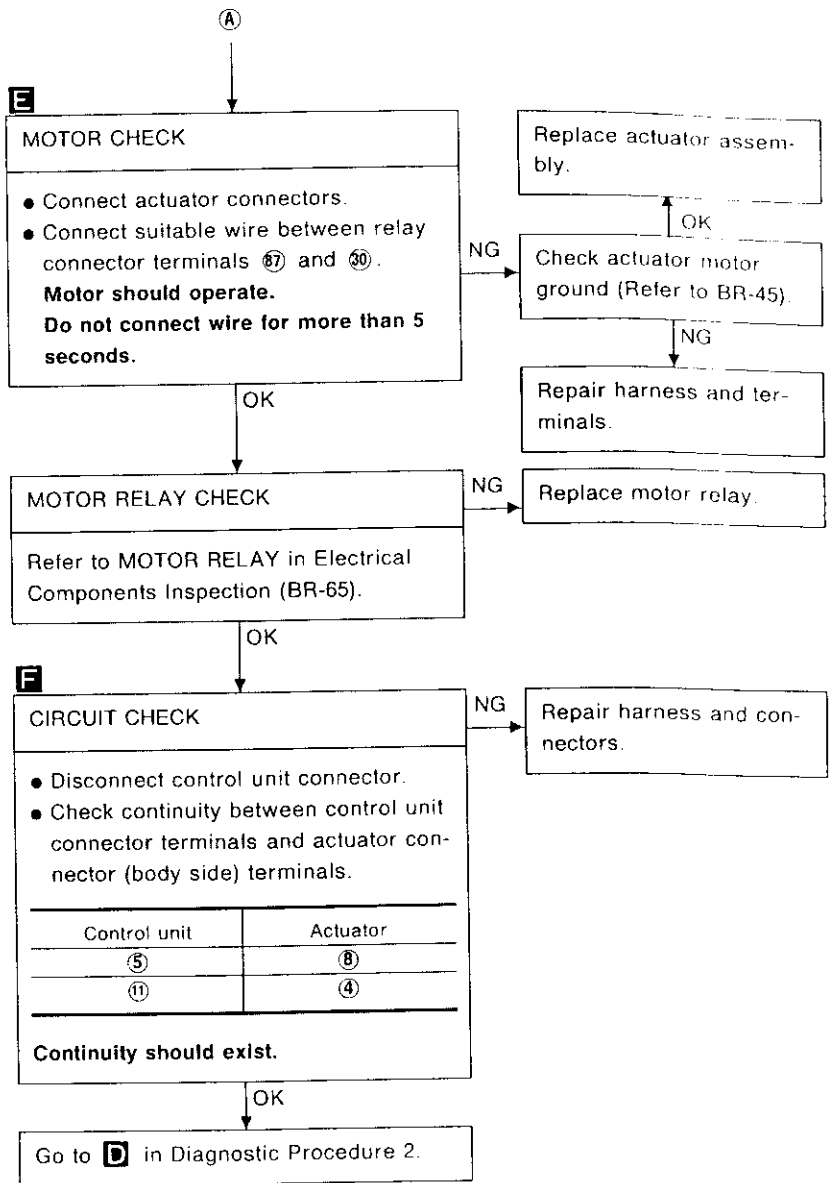 Ⓐ
E
MOTOR CHECK
● Connect actuator connectors.
● Connect suitable wire between relay
connector terminals ㊇ and ㉚.
Motor should operate.
Do not connect wire for more than 5
seconds.
NG
Replace actuator assem-
bly.
OK
Check actuator motor
ground (Refer to BR-45).
NG
Repair harness and ter-
minals.
OK
MOTOR RELAY CHECK
Refer to MOTOR RELAY in Electrical
Components Inspection (BR-65).
NG
Replace motor relay.
OK
F
CIRCUIT CHECK
● Disconnect control unit connector.
● Check continuity between control unit
connector terminals and actuator con-
nector (body side) terminals.
Control unit Actuator
⑤ ⑧
⑪ ④
Continuity should exist.
NG
Repair harness and con-
nectors.
OK
Go to D in Diagnostic Procedure 2.